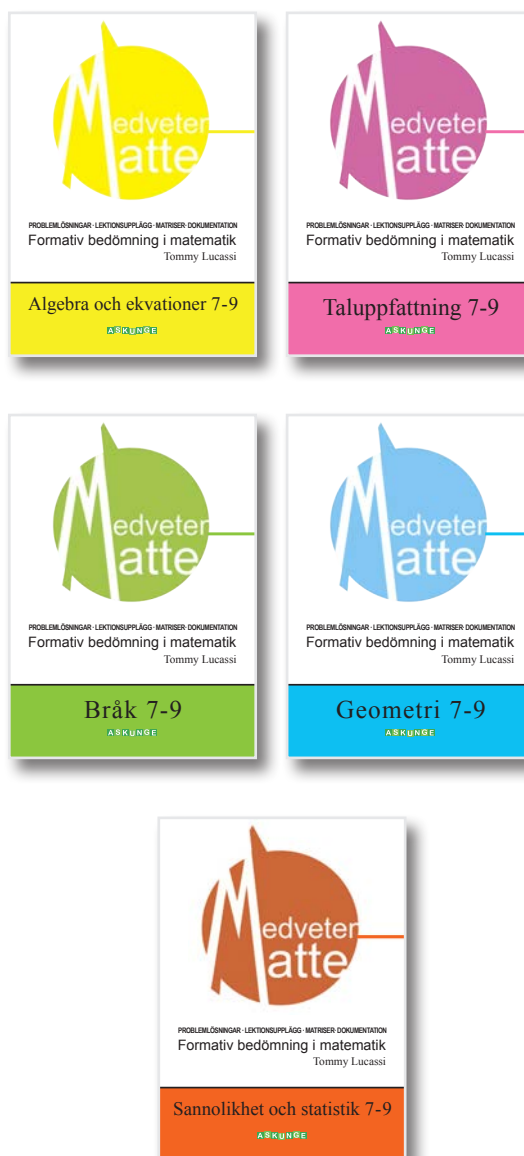 Medveten
Matte
PROBLEMLÖSNINGAR · LEKTIONSUPPLÄGG · MATRISER· DOKUMENTATION
Formativ bedömning i matematik
Tommy Lucassi
Algebra och ekvationer 7-9
ASKUNGE
Medveten
Matte
PROBLEMLÖSNINGAR · LEKTIONSUPPLÄGG · MATRISER· DOKUMENTATION
Formativ bedömning i matematik
Tommy Lucassi
Taluppfattning 7-9
ASKUNGE
Medveten
Matte
PROBLEMLÖSNINGAR · LEKTIONSUPPLÄGG · MATRISER· DOKUMENTATION
Formativ bedömning i matematik
Tommy Lucassi
Bråk 7-9
ASKUNGE
Medveten
Matte
PROBLEMLÖSNINGAR · LEKTIONSUPPLÄGG · MATRISER· DOKUMENTATION
Formativ bedömning i matematik
Tommy Lucassi
Geometri 7-9
ASKUNGE
Medveten
Matte
PROBLEMLÖSNINGAR · LEKTIONSUPPLÄGG · MATRISER· DOKUMENTATION
Formativ bedömning i matematik
Tommy Lucassi
Sannolikhet och statistik 7-9
ASKUNGE